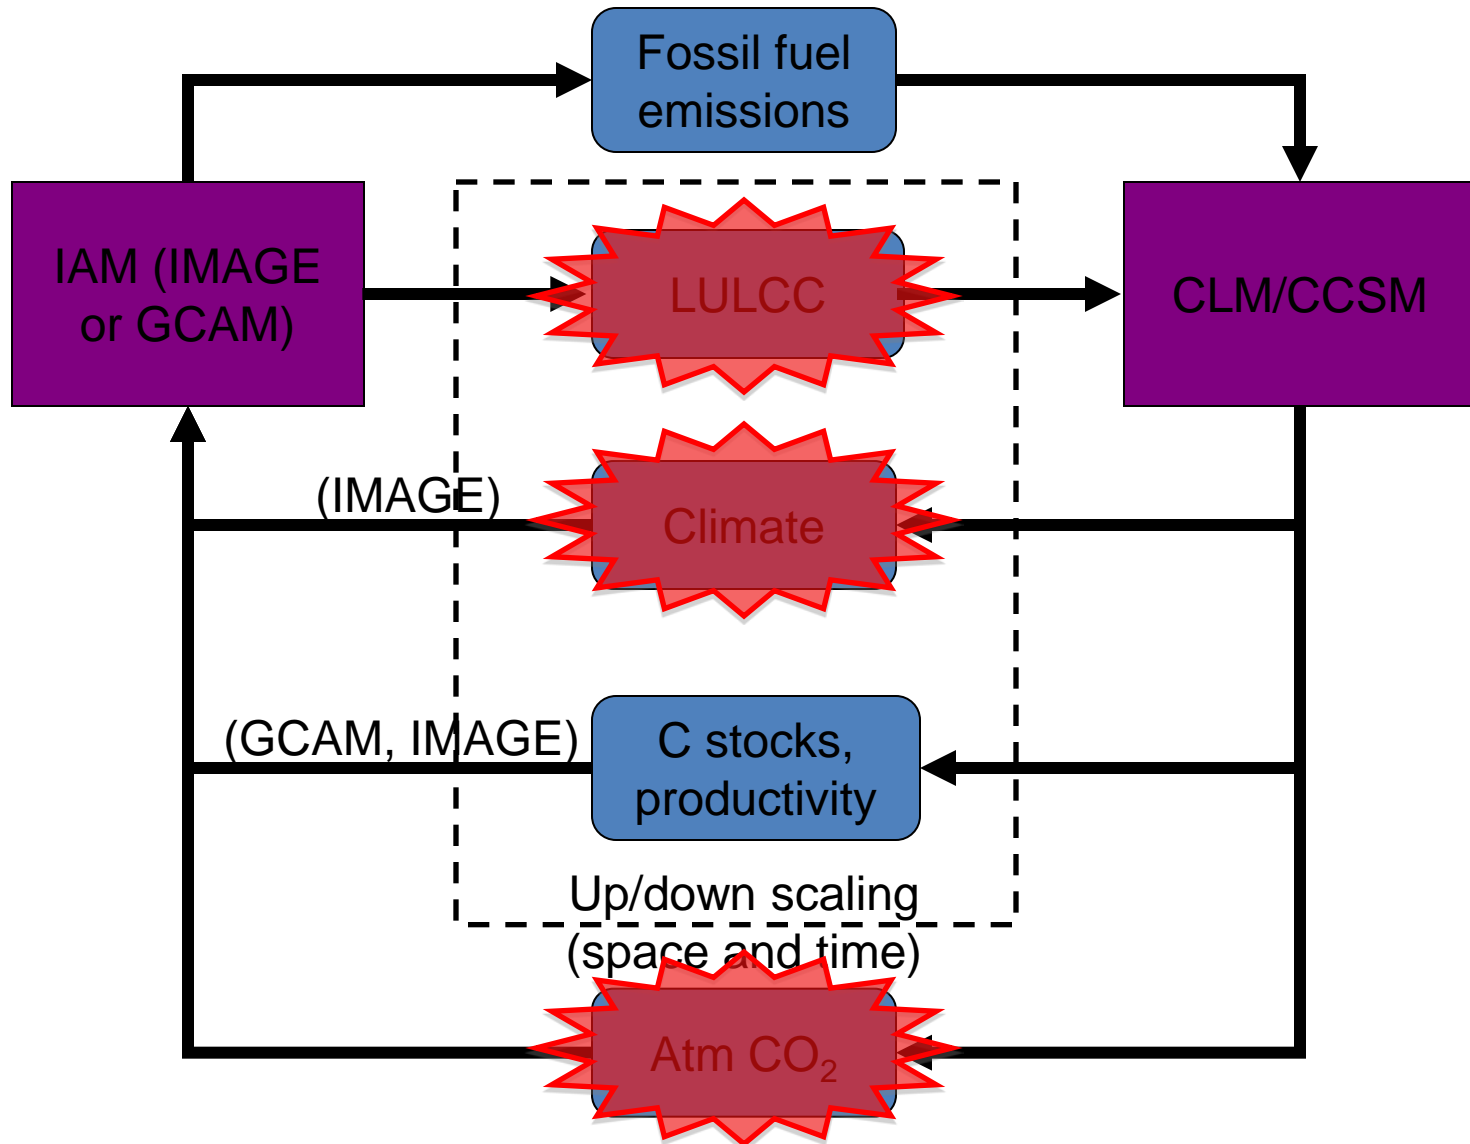 Fossil fuel
emissions
IAM (IMAGE
or GCAM)
LULCC
CLM/CCSM
(IMAGE)
Climate
(GCAM, IMAGE)
C stocks,
productivity
Up/down scaling
(space and time)
Atm CO₂